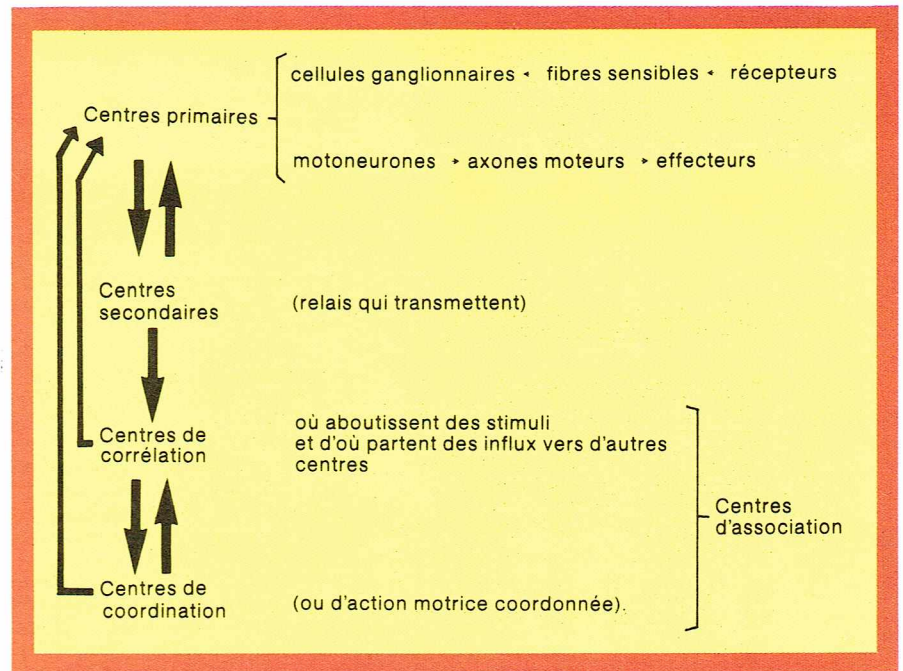 cellules ganglionnaires ← fibres sensibles ← récepteurs
Centres primaires
motoneurones → axones moteurs → effecteurs
Centres
secondaires
(relais qui transmettent)
Centres de
corrélation
où aboutissent des stimuli
et d'où partent des influx vers d'autres
centres
Centres
d'association
Centres de
coordination
(ou d'action motrice coordonnée).